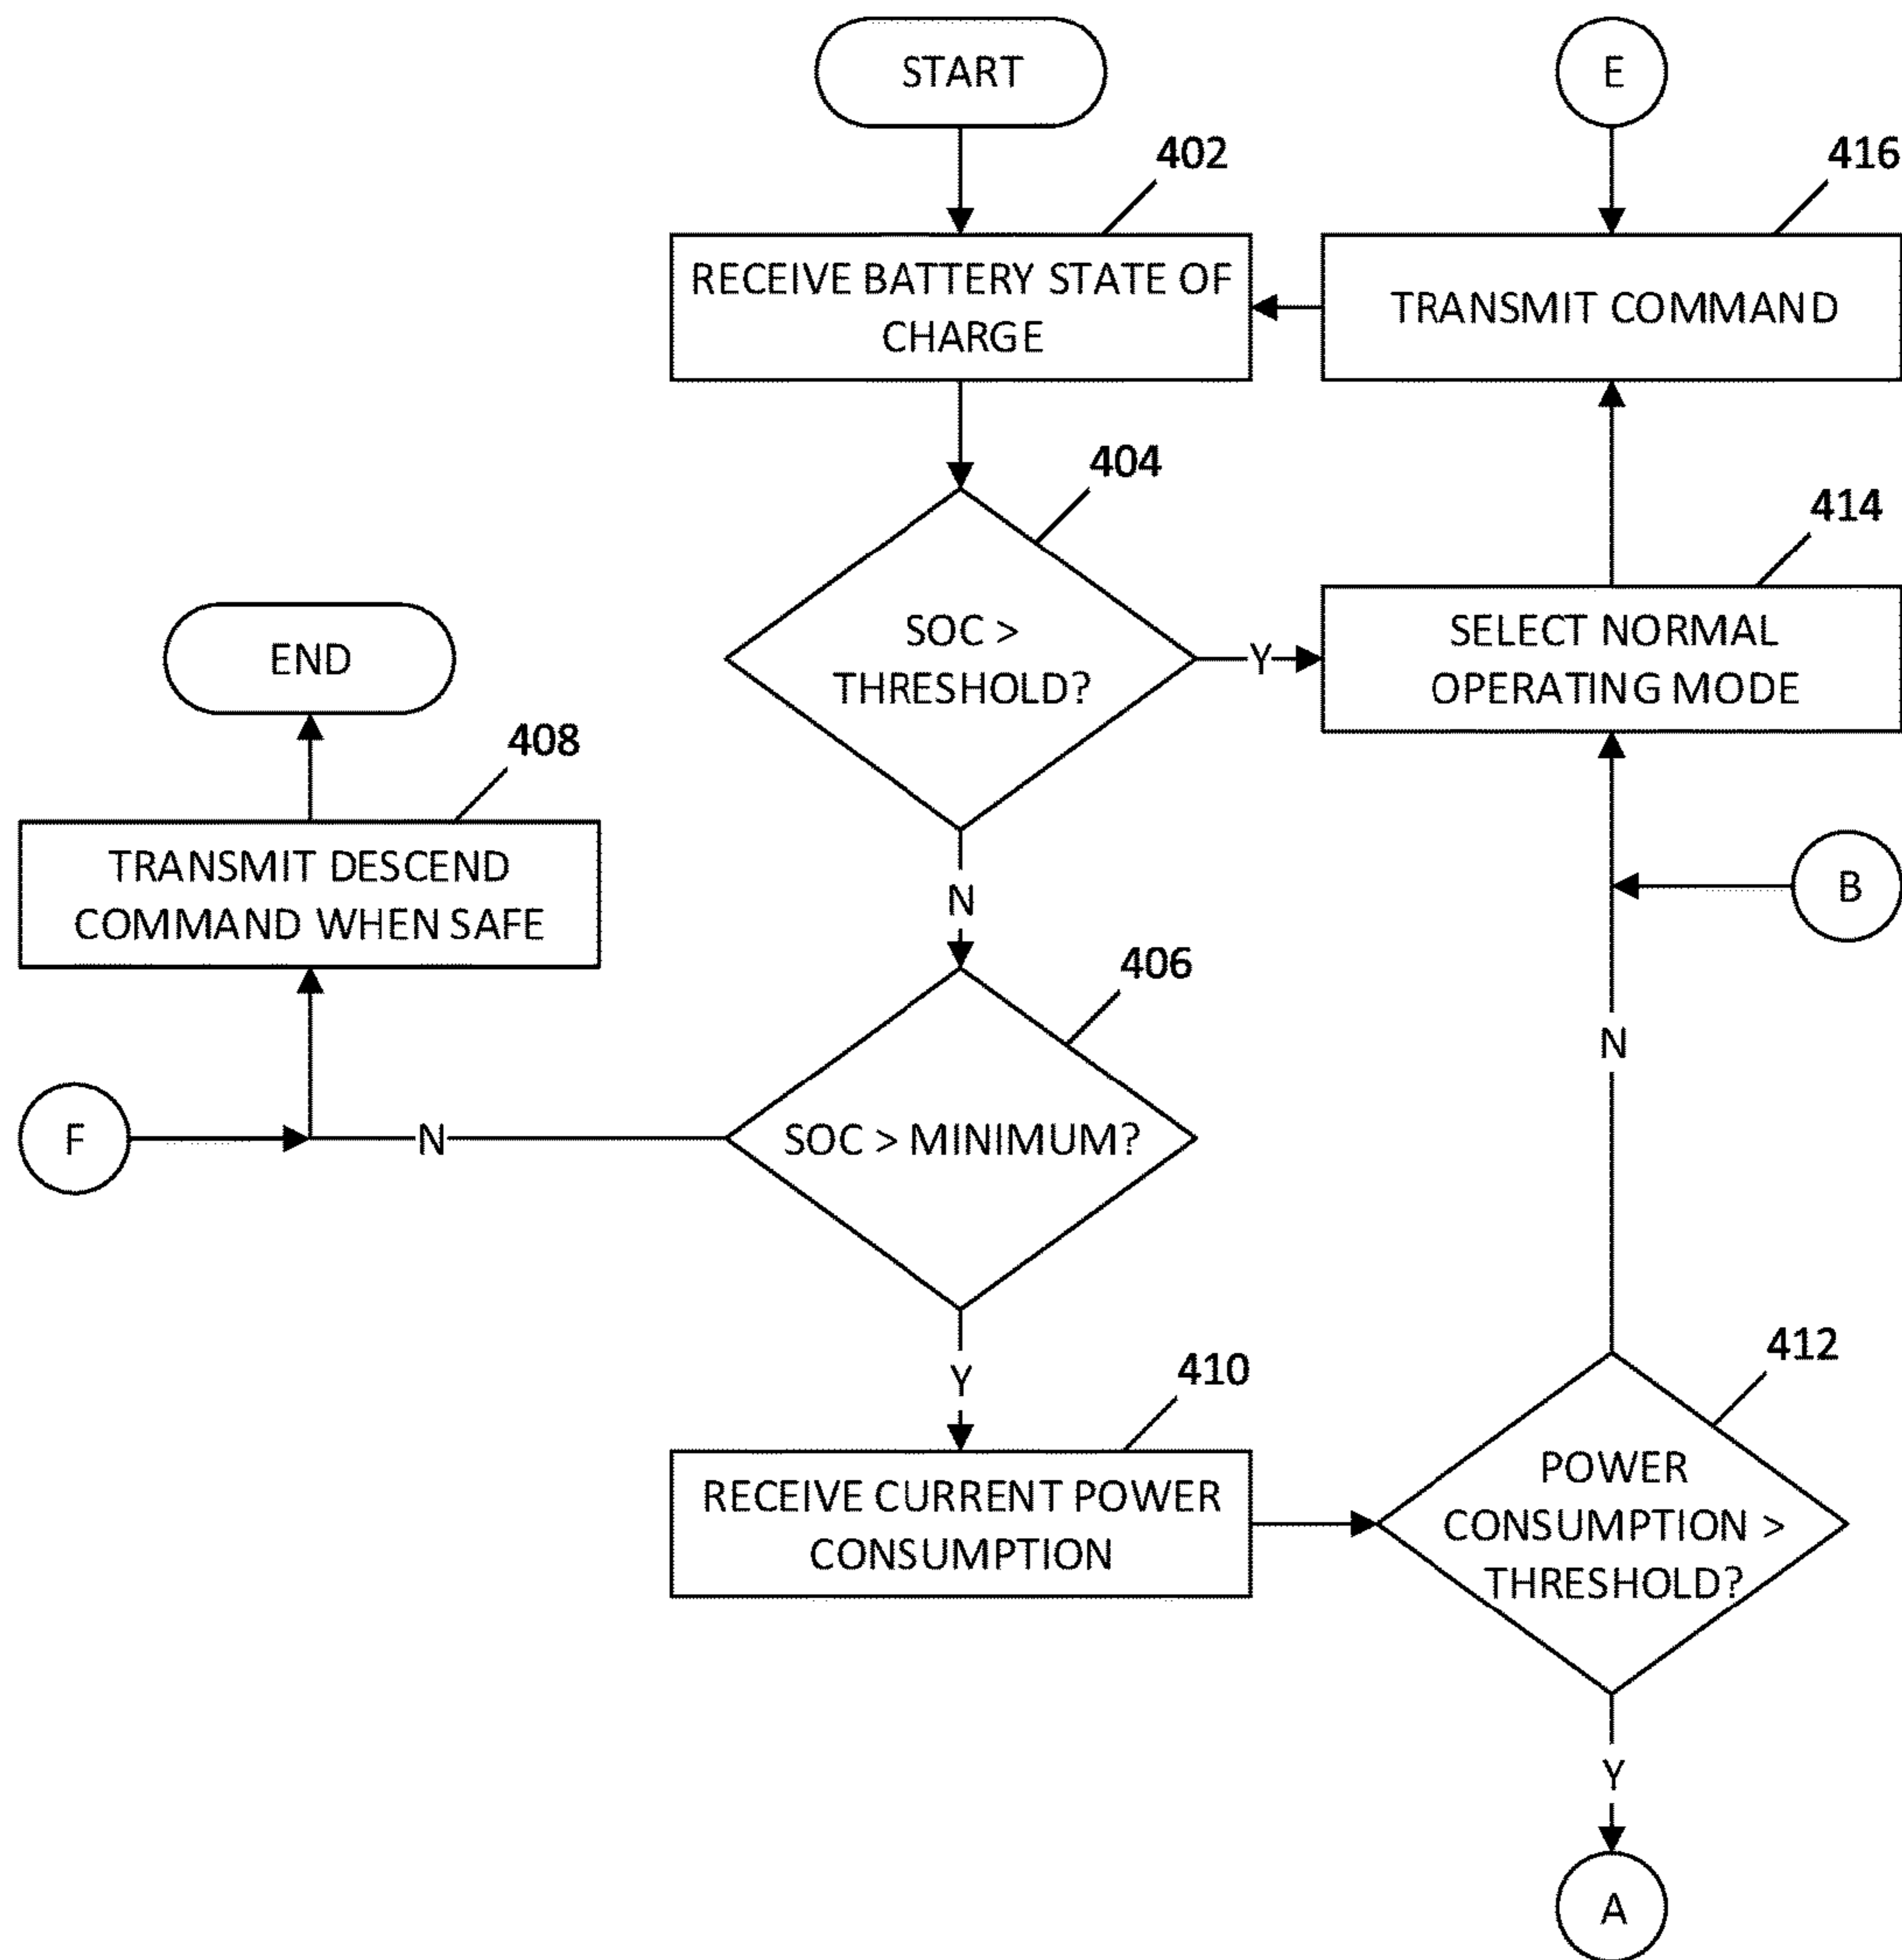 START
E
402
416
RECEIVE BATTERY STATE OF
CHARGE
TRANSMIT COMMAND
404
414
SOC >
THRESHOLD?
Y
SELECT NORMAL
OPERATING MODE
END
408
TRANSMIT DESCEND
COMMAND WHEN SAFE
N
B
406
N
F
N
SOC > MINIMUM?
Y
410
412
RECEIVE CURRENT POWER
CONSUMPTION
POWER
CONSUMPTION >
THRESHOLD?
Y
A